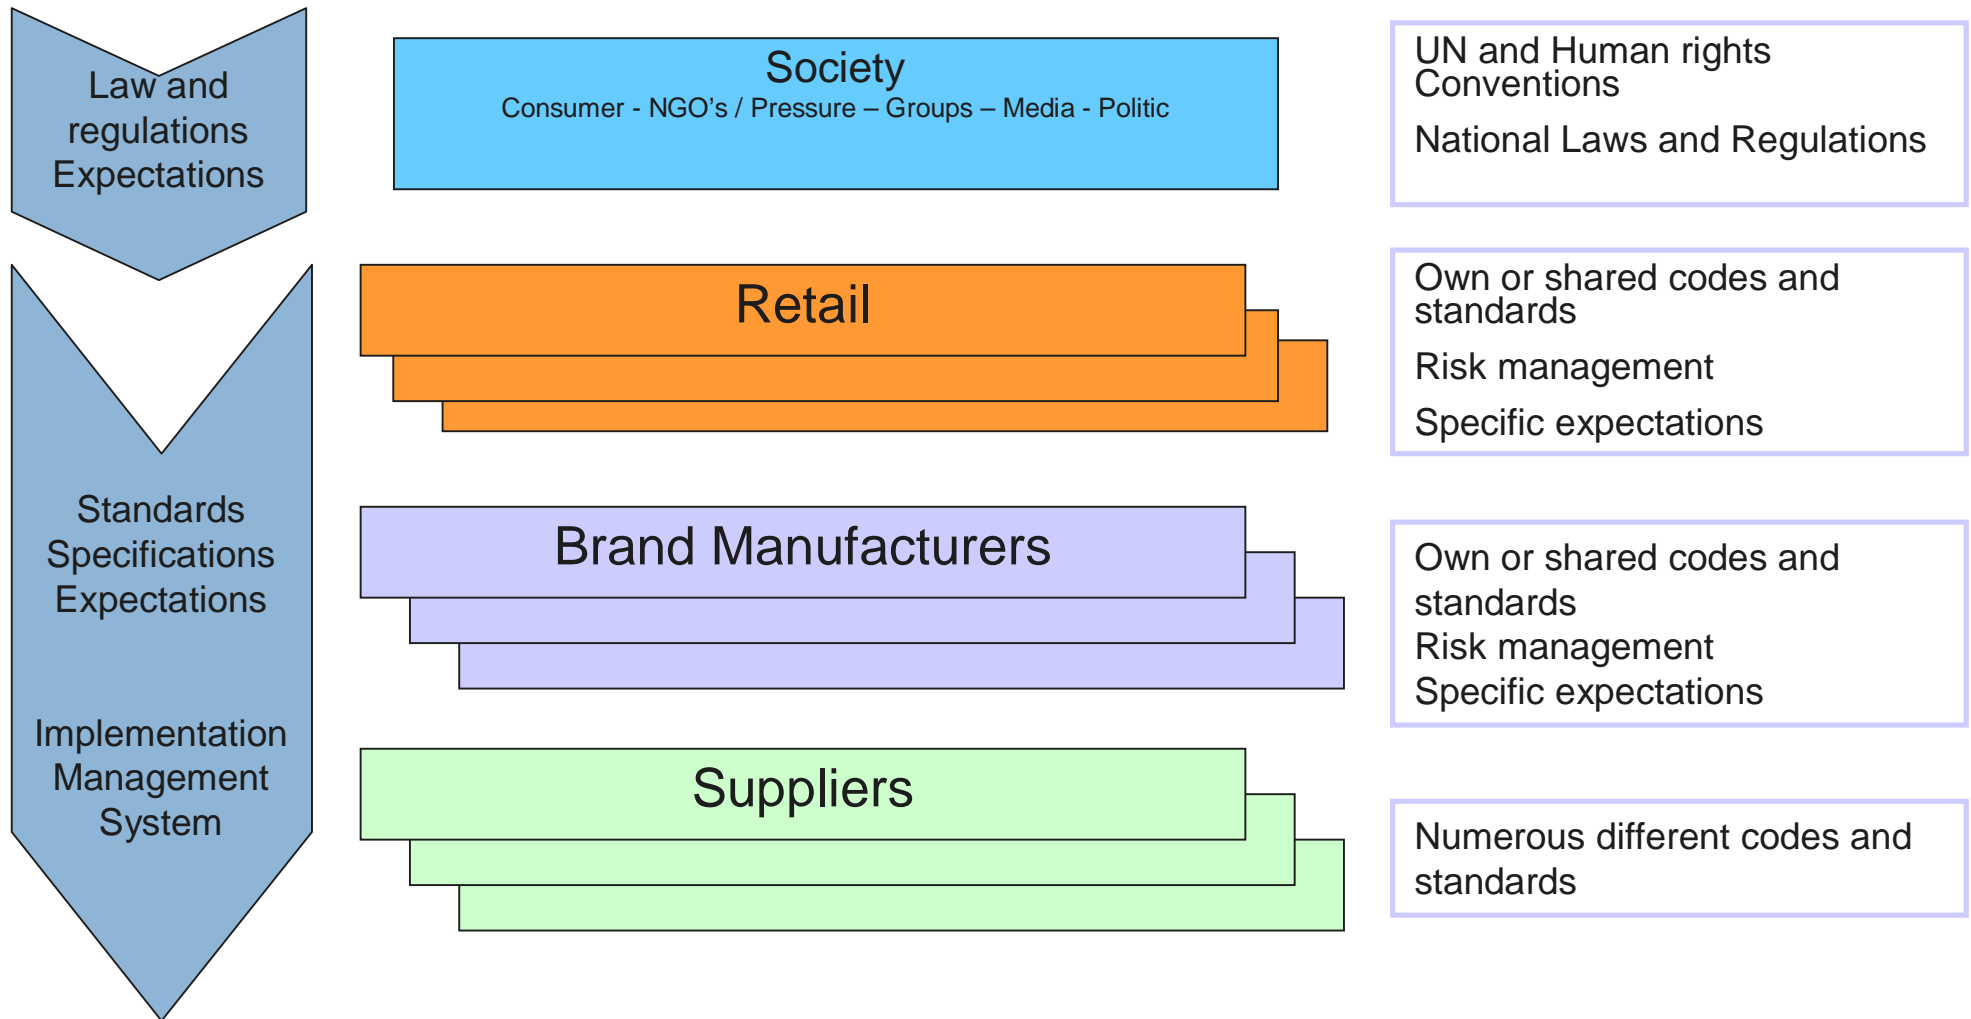 Law and
regulations
Expectations
Society
Consumer - NGO's / Pressure – Groups – Media - Politic
UN and Human rights
Conventions
National Laws and Regulations
Retail
Own or shared codes and
standards
Risk management
Specific expectations
Standards
Specifications
Expectations
Brand Manufacturers
Own or shared codes and
standards
Risk management
Specific expectations
Implementation
Management
System
Suppliers
Numerous different codes and
standards